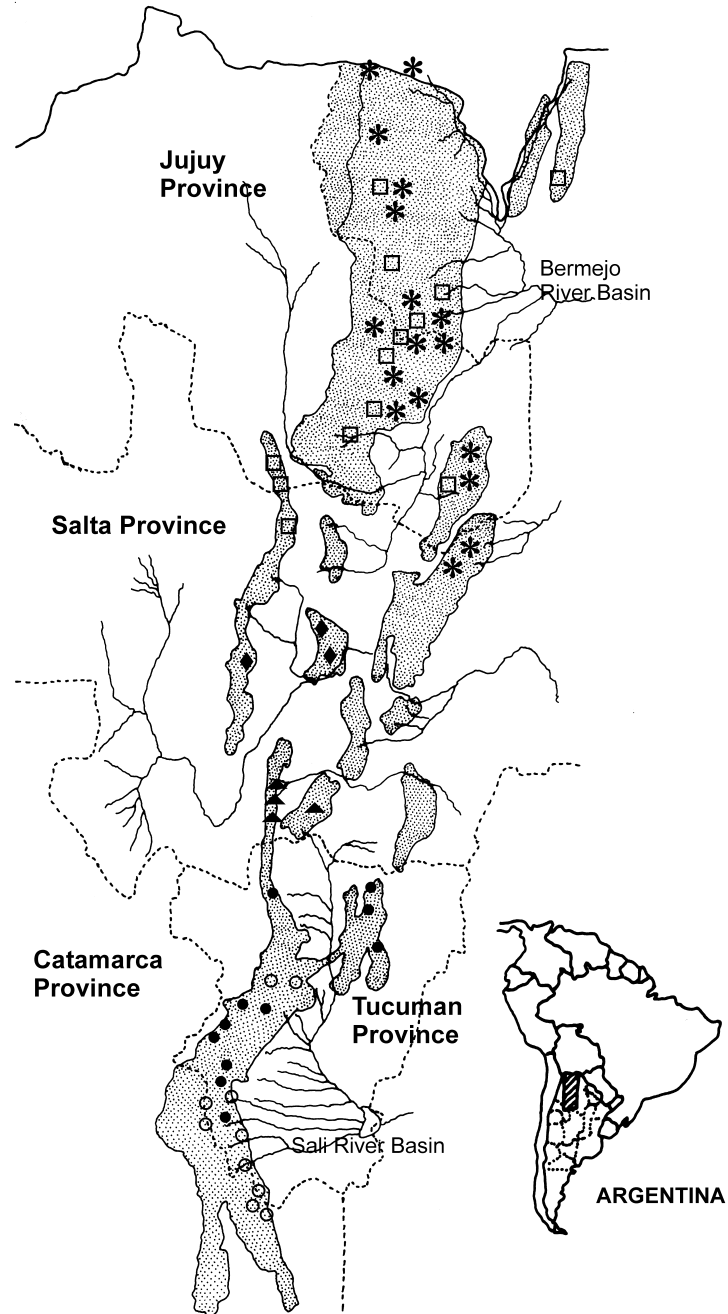 Jujuy
Province
Bermejo
River Basin
Salta Province
Catamarca
Province
Tucuman
Province
Sali River Basin
ARGENTINA